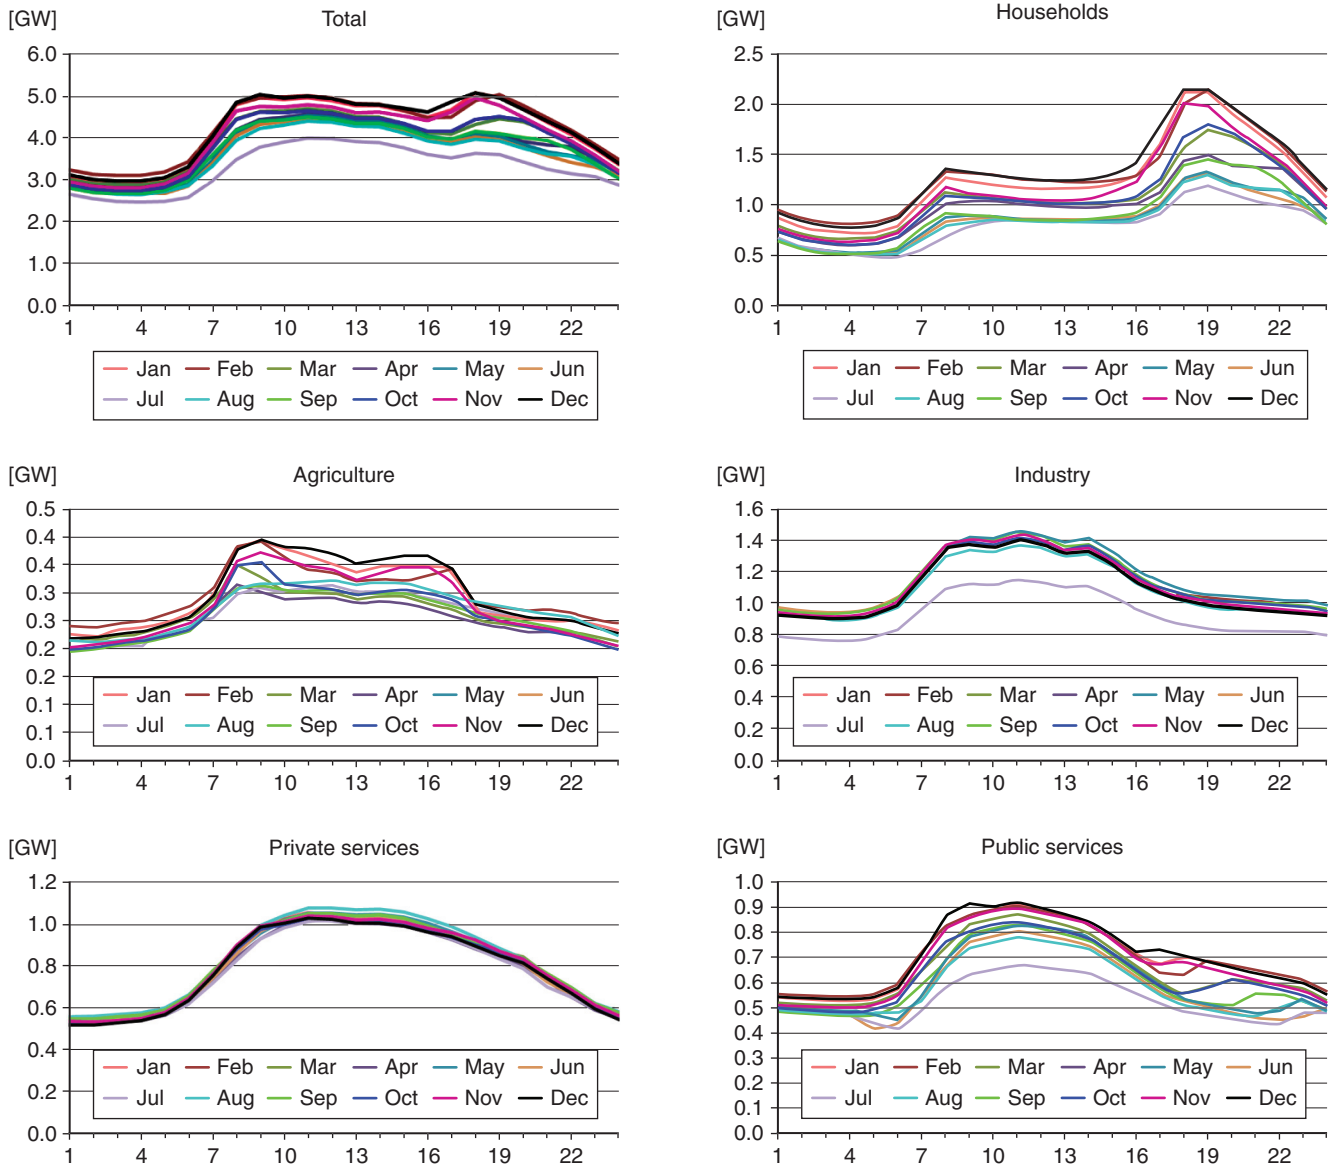 [GW] Total
6.0
5.0
4.0
3.0
2.0
1.0
0.0
1 4 7 10 13 16 19 22
Jan Feb Mar Apr May Jun
Jul Aug Sep Oct Nov Dec
[GW] Households
2.5
2.0
1.5
1.0
0.5
0.0
1 4 7 10 13 16 19 22
Jan Feb Mar Apr May Jun
Jul Aug Sep Oct Nov Dec
[GW] Agriculture
0.5
0.4
0.4
0.3
0.3
0.2
0.2
0.1
0.1
0.0
Jan Feb Mar Apr May Jun
Jul Aug Sep Oct Nov Dec
1 4 7 10 13 16 19 22
[GW] Industry
1.6
1.4
1.2
1.0
0.8
0.6
0.4
0.2
0.0
Jan Feb Mar Apr May Jun
Jul Aug Sep Oct Nov Dec
1 4 7 10 13 16 19 22
[GW] Private services
1.2
1.0
0.8
0.6
0.4
0.2
0.0
Jan Feb Mar Apr May Jun
Jul Aug Sep Oct Nov Dec
1 4 7 10 13 16 19 22
[GW] Public services
1.0
0.9
0.8
0.7
0.6
0.5
0.4
0.3
0.2
0.1
0.0
Jan Feb Mar Apr May Jun
Jul Aug Sep Oct Nov Dec
1 4 7 10 13 16 19 22